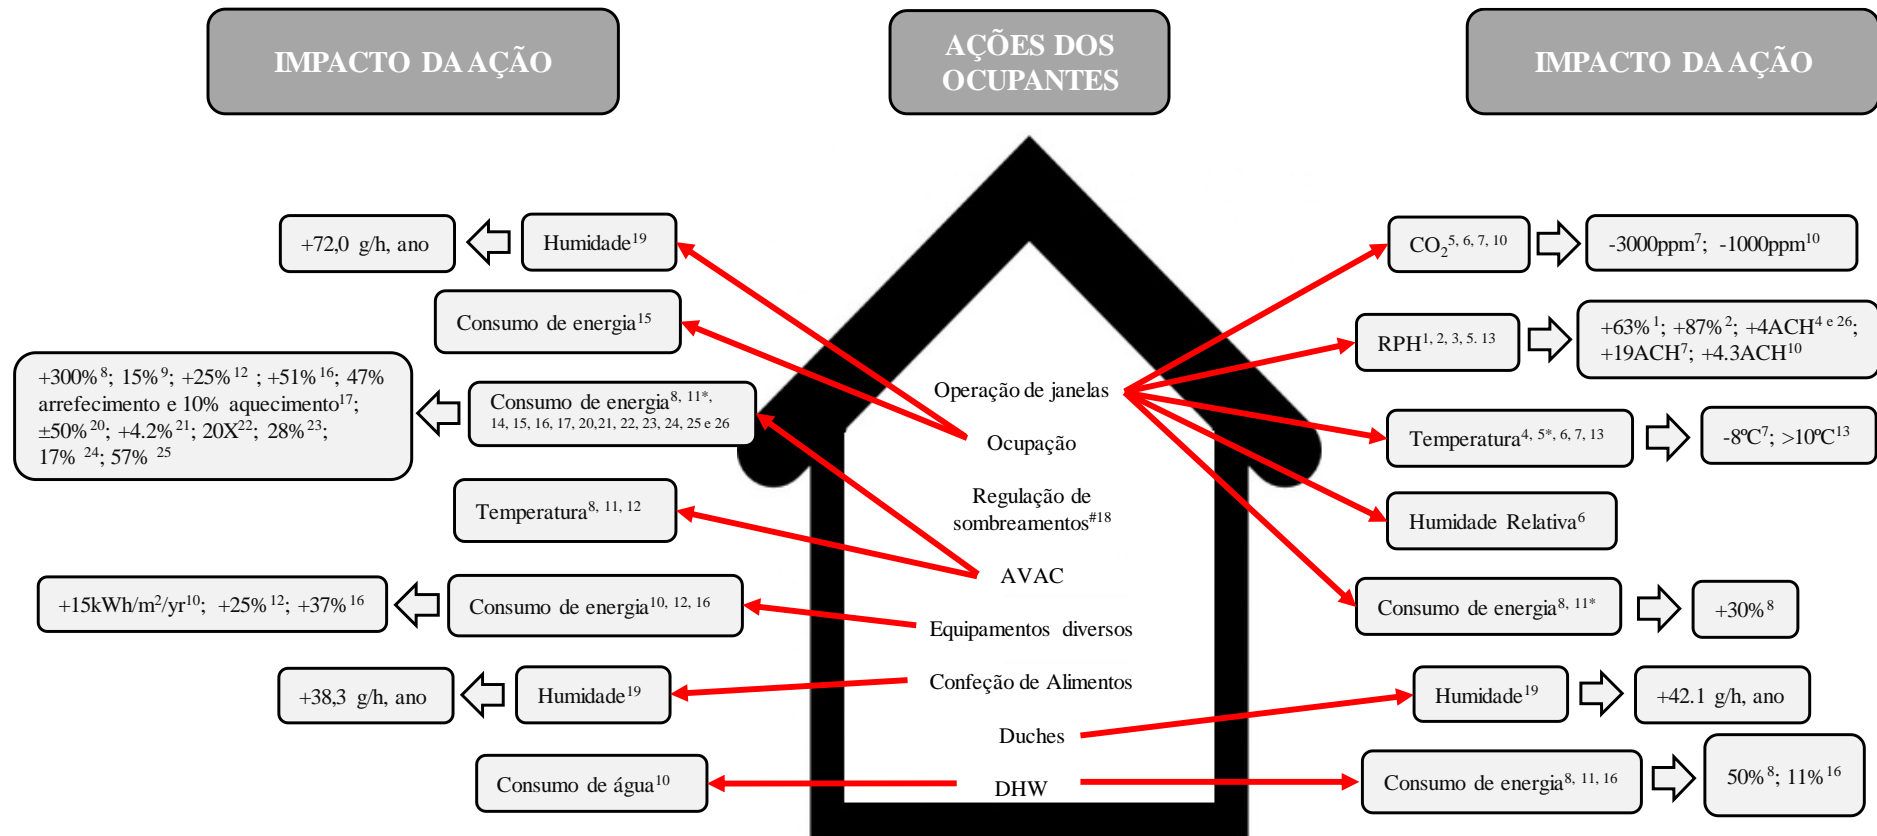 IMPACTO DA AÇÃO
AÇÕES DOS
OCUPANTES
IMPACTO DA AÇÃO
+72,0 g/h, ano
Humidade¹⁹
Consumo de energia¹⁵
+300%⁸; 15%⁹; +25%¹² ; +51%¹⁶; 47%
arrefecimento e 10% aquecimento¹⁷;
±50%²⁰; +4.2%²¹; 20X²²; 28%²³;
17% ²⁴; 57% ²⁵
Consumo de energia⁸, ¹¹*,
14, 15, 16, 17, 20,21, 22, 23, 24, 25 e 26
Temperatura⁸, ¹¹, ¹²
+15kWh/m²/yr¹⁰; +25%¹²; +37%¹⁶
Consumo de energia¹⁰, ¹², ¹⁶
+38,3 g/h, ano
Humidade¹⁹
Consumo de água¹⁰
Operação de janelas
Ocupação
Regulação de
sombreamentos#¹⁸
AVAC
Equipamentos diversos
Confeção de Alimentos
Duches
DHW
CO₂⁵, ⁶, ⁷, ¹⁰
-3000ppm⁷; -1000ppm¹⁰
RPH¹, ², ³, ⁵. ¹³
+63%¹; +87%²; +4ACH⁴ ᵉ ²⁶;
+19ACH⁷; +4.3ACH¹⁰
Temperatura⁴, ⁵*, ⁶, ⁷, ¹³
-8ºC⁷; >10ºC¹³
Humidade Relativa⁶
Consumo de energia⁸, ¹¹*
+30%⁸
Humidade¹⁹
+42.1 g/h, ano
Consumo de energia⁸, ¹¹, ¹⁶
50%⁸; 11%¹⁶